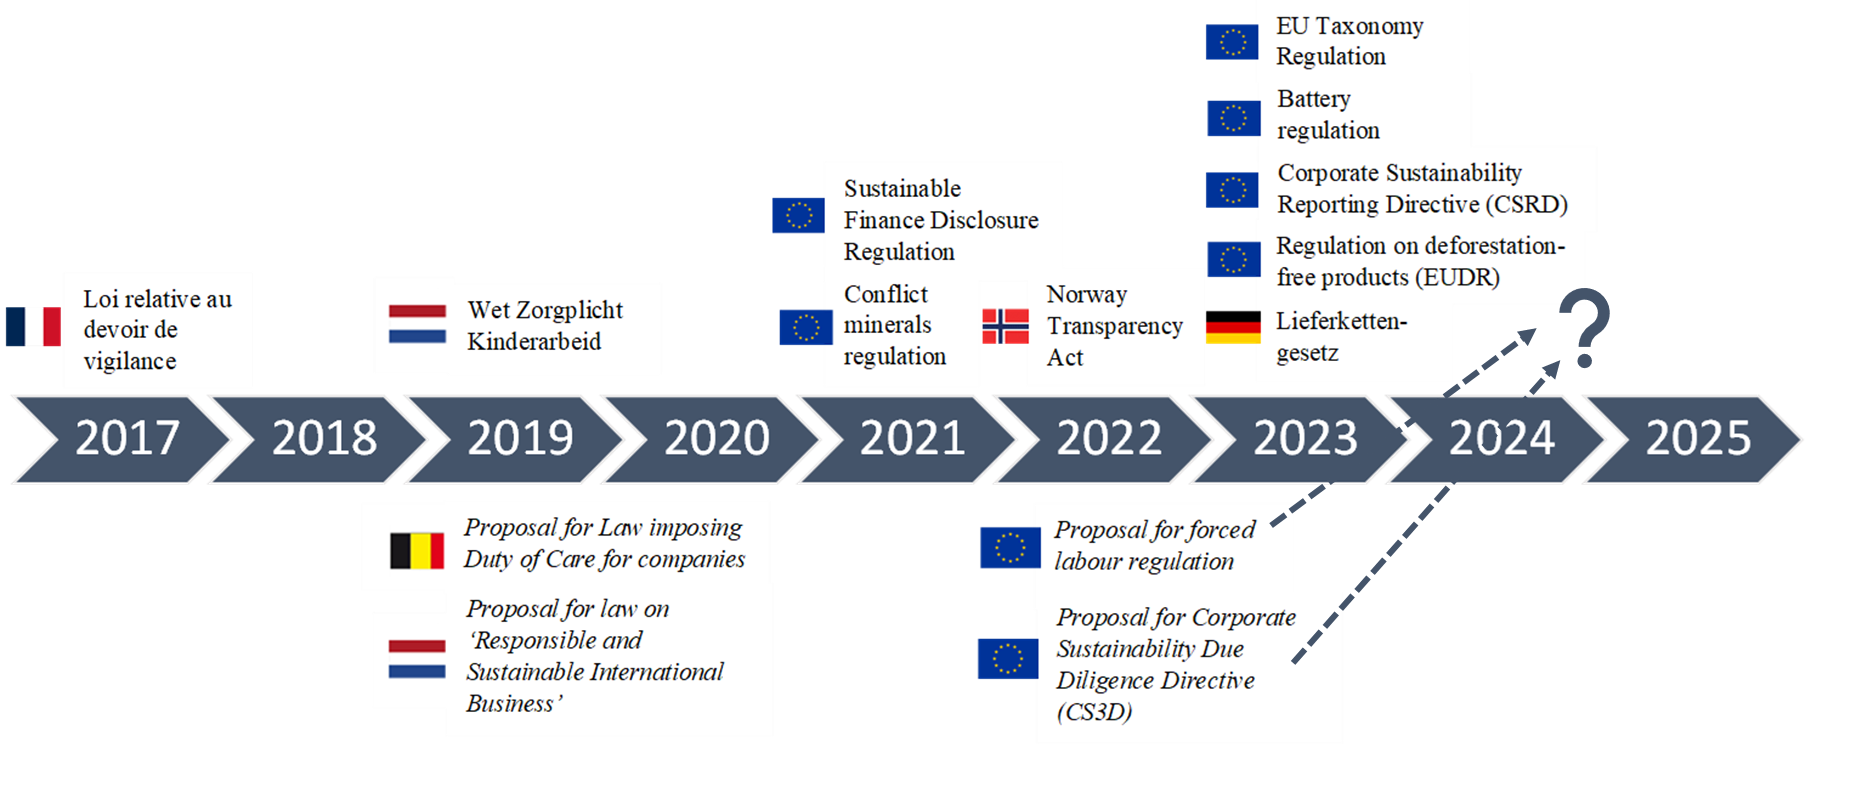 EU Taxonomy
Regulation
Battery
regulation
Corporate Sustainability
Reporting Directive (CSRD)
Regulation on deforestation-
free products (EUDR)
Lieferketten-
gesetz
Sustainable
Finance Disclosure
Regulation
Conflict
minerals
regulation
Norway
Transparency
Act
Loi relative au
devoir de
vigilance
Wet Zorgplicht
Kinderarbeid
?
2017 2018 2019 2020 2021 2022 2023 2024 2025
Proposal for Law imposing
Duty of Care for companies
Proposal for law on
‘Responsible and
Sustainable International
Business’
Proposal for forced
labour regulation
Proposal for Corporate
Sustainability Due
Diligence Directive
(CS3D)